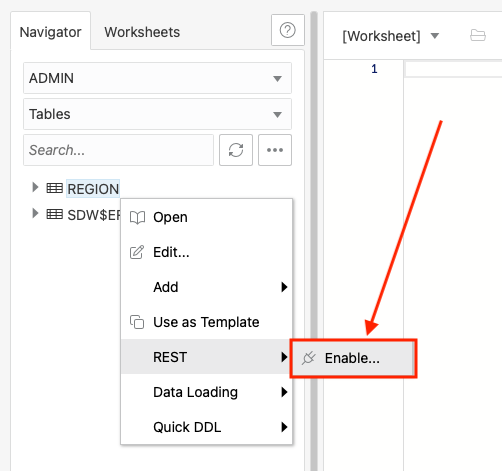 Navigator
Worksheets
[Worksheet]
ADMIN
1
Tables
Search...
REGION
SDW$E
Open
Edit...
Add
Use as Template
REST
Enable...
Data Loading
Quick DDL